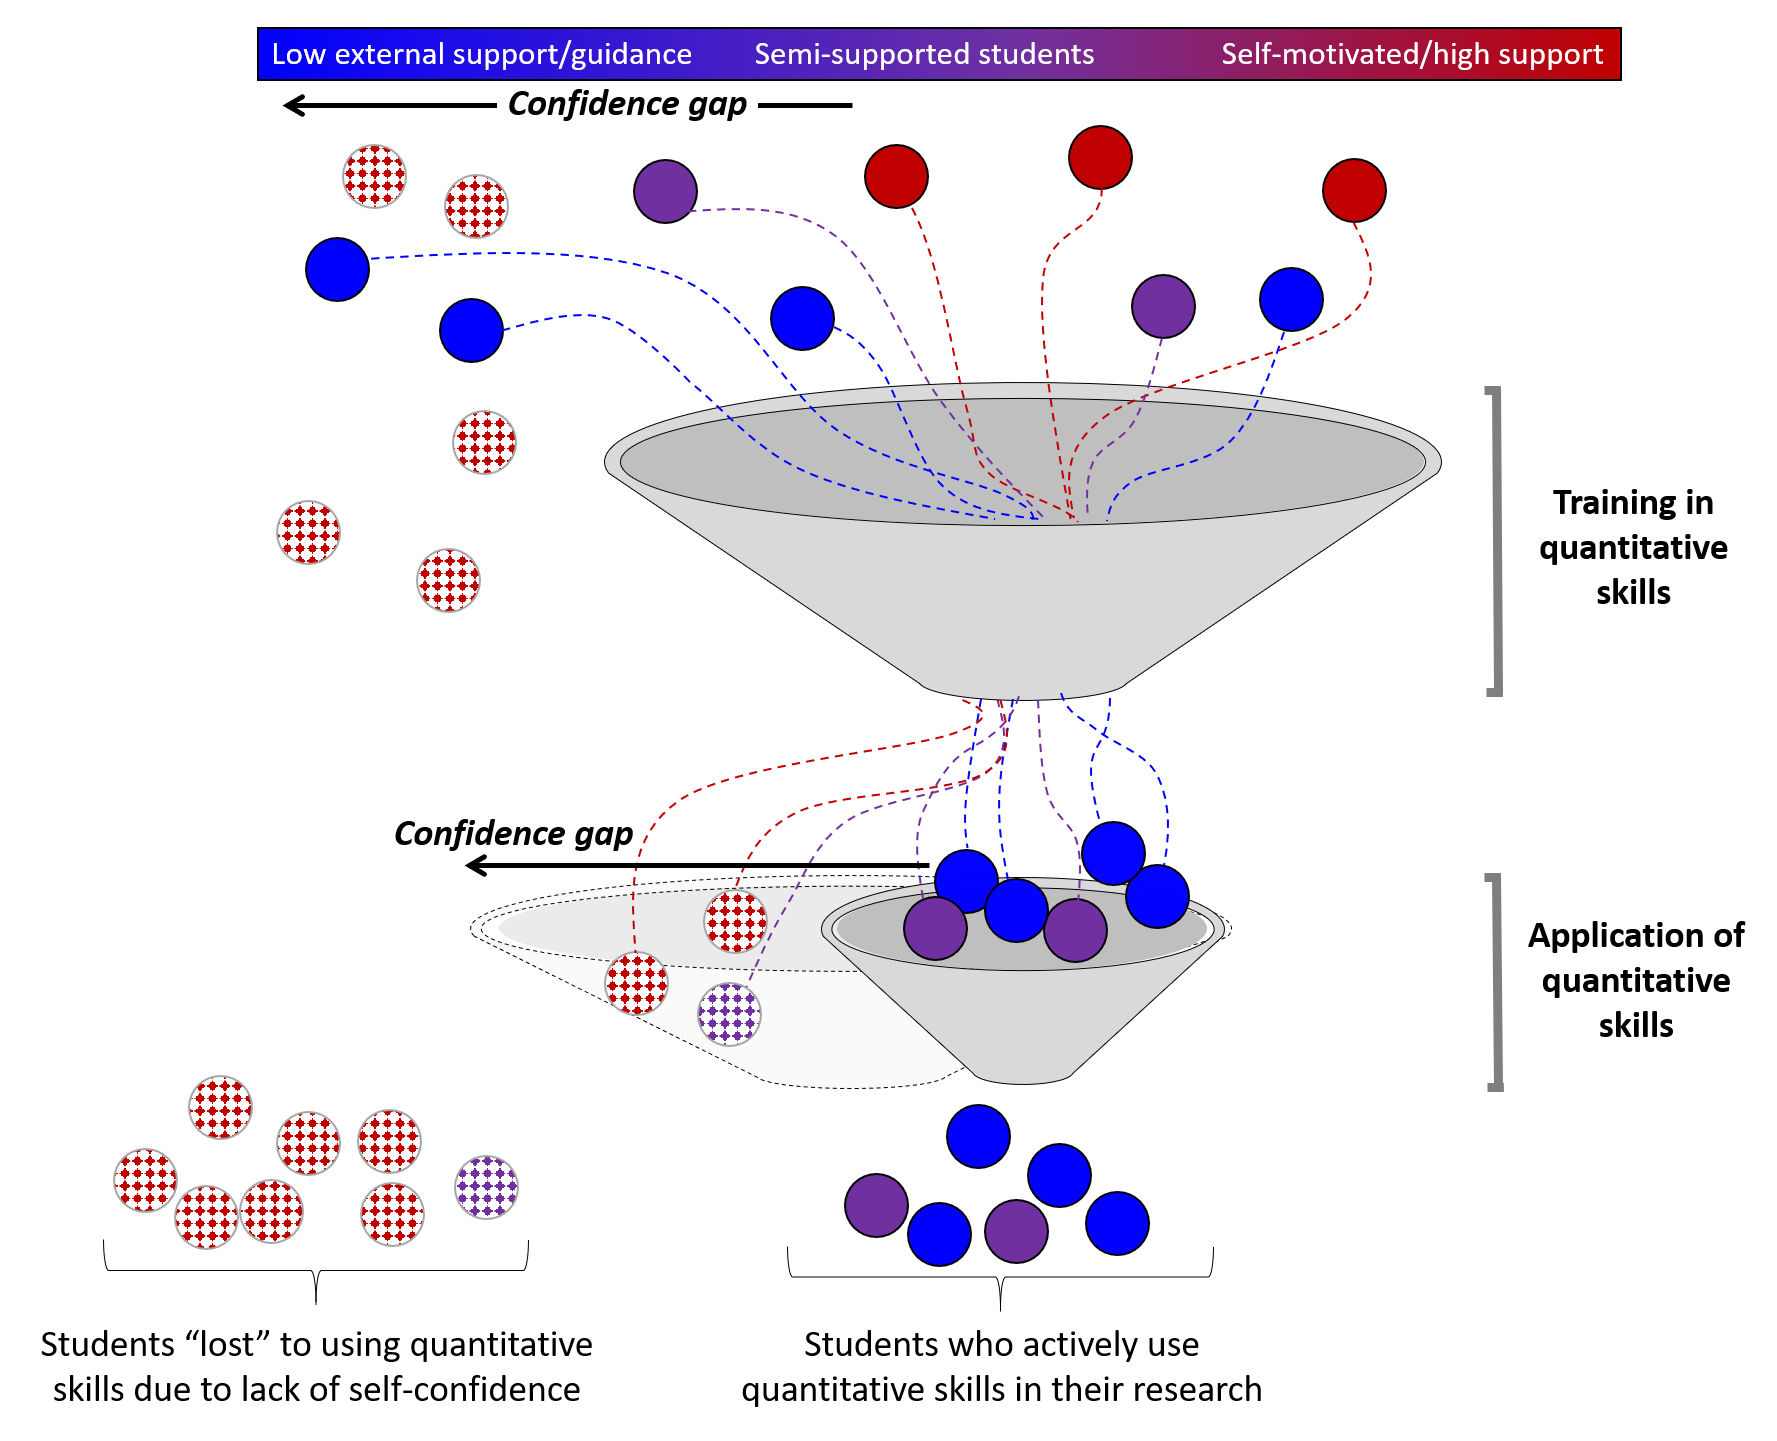 Low external support/guidance Semi-supported students Self-motivated/high support
Confidence gap
Training in
quantitative
skills
Confidence gap
Application of
quantitative
skills
Students “lost” to using quantitative
skills due to lack of self-confidence
Students who actively use
quantitative skills in their research